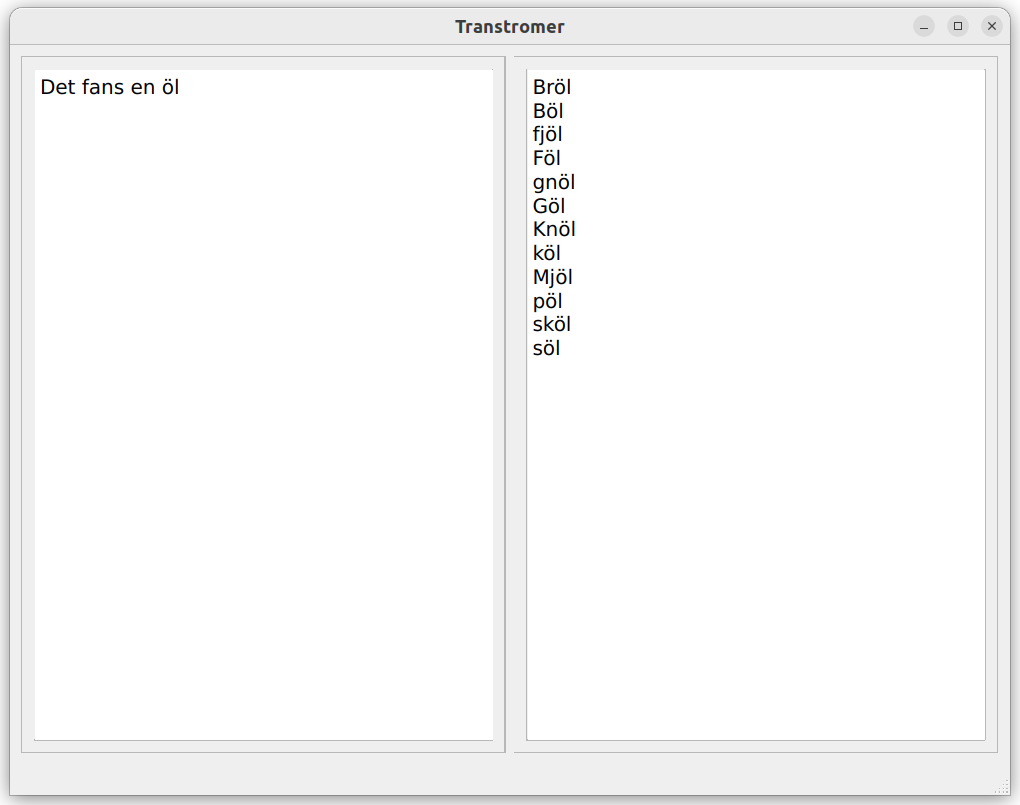 Transtromer
Det fans en öl
Bröl
Böl
fjöl
Föl
gnöl
Göl
Knöl
köl
Mjöl
pöl
sköl
söl